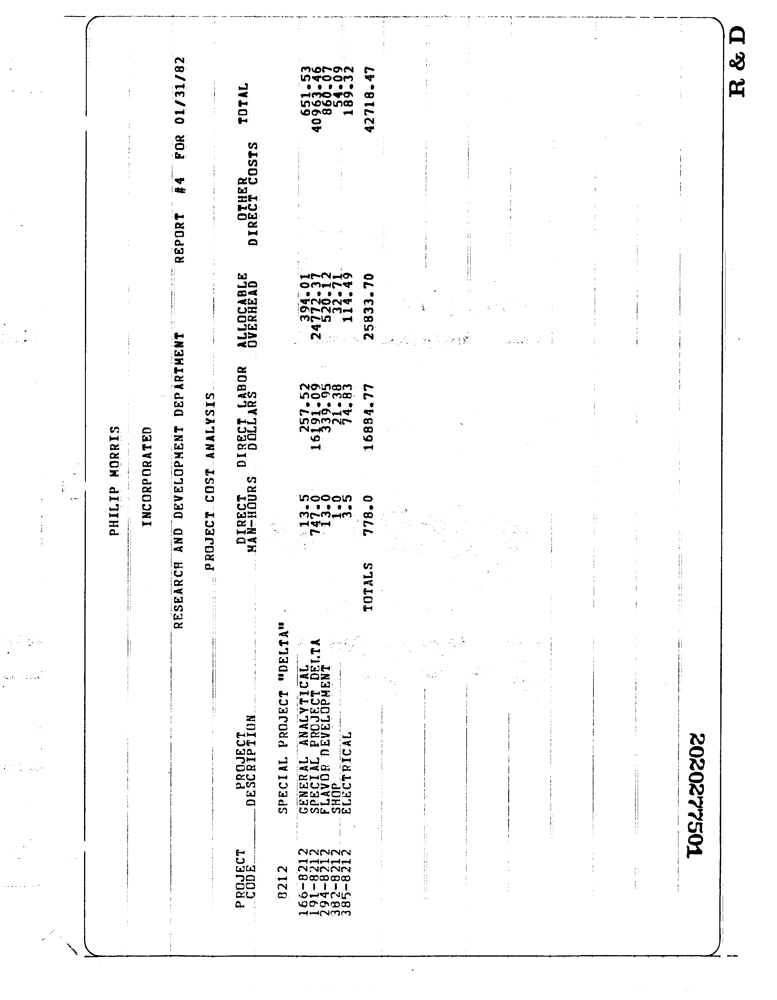 PHILIP MORRIS
INCORPORATED
RESEARCH AND DEVELOPMENT DEPARTMENT REPORT #4 FOR 01/31/82
PROJECT COST ANALYSIS
PROJECT PROJECT DIRECT DIRECT LABOR ALLOCABLE OTHER TOTAL
CODE DESCRIPTION MAN-HOURS DOLLARS OVERHEAD DIRECT COSTS
8212 SPECIAL PROJECT "DELTA"
166-8212 GENERAL ANALYTICAL 13.5 257.52 394.01 651.53
191-8212 SPECIAL PROJECT DELTA 747.0 16191.09 24772.37 40963.46
294-8212 FLAVOR DEVELOPMENT 13.0 339.95 520.12 860.07
382-8212 SHOP 1.0 21.38 32.71 54.09
385-8212 ELECTRICAL 3.5 74.83 114.49 189.32
TOTALS 778.0 16884.77 25833.70 42718.47
2020277501
R & D